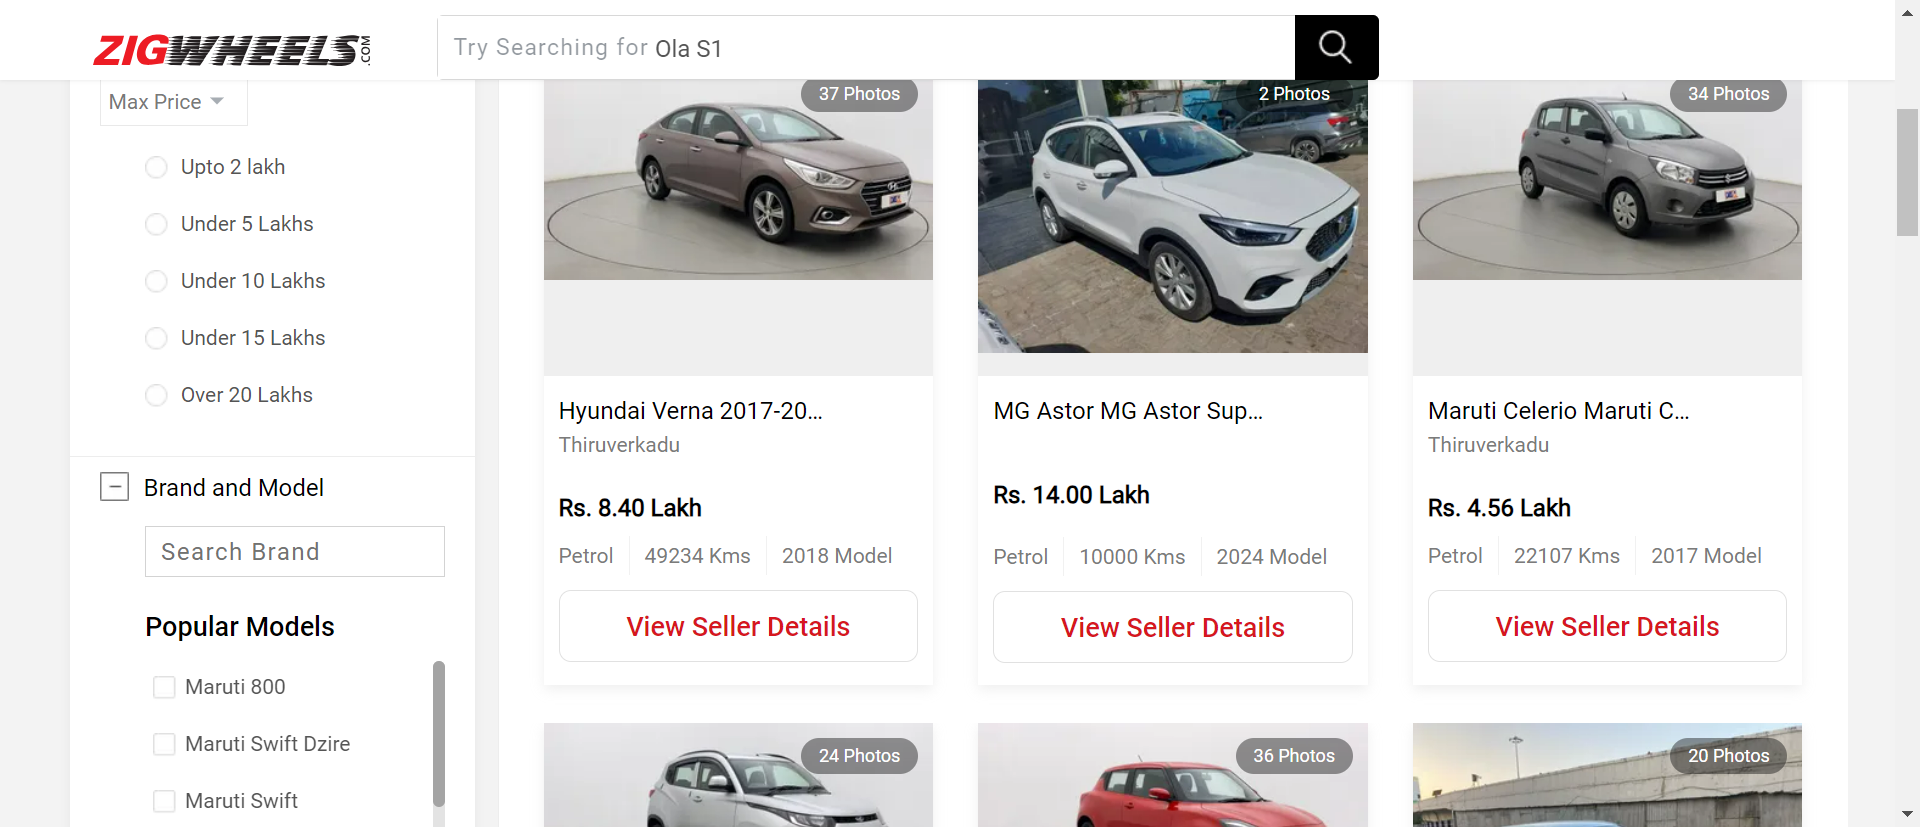 ZIGWHEELS.COM
Try Searching for Ola S1
Max Price
Upto 2 lakh
Under 5 Lakhs
Under 10 Lakhs
Under 15 Lakhs
Over 20 Lakhs
Brand and Model
Search Brand
Popular Models
Maruti 800
Maruti Swift Dzire
Maruti Swift
37 Photos
2 Photos
34 Photos
Hyundai Verna 2017-20...
Thiruverkadu
Rs. 8.40 Lakh
Petrol
49234 Kms
2018 Model
View Seller Details
MG Astor MG Astor Sup...
Rs. 14.00 Lakh
Petrol
10000 Kms
2024 Model
View Seller Details
Maruti Celerio Maruti C...
Thiruverkadu
Rs. 4.56 Lakh
Petrol
22107 Kms
2017 Model
View Seller Details
24 Photos
36 Photos
20 Photos